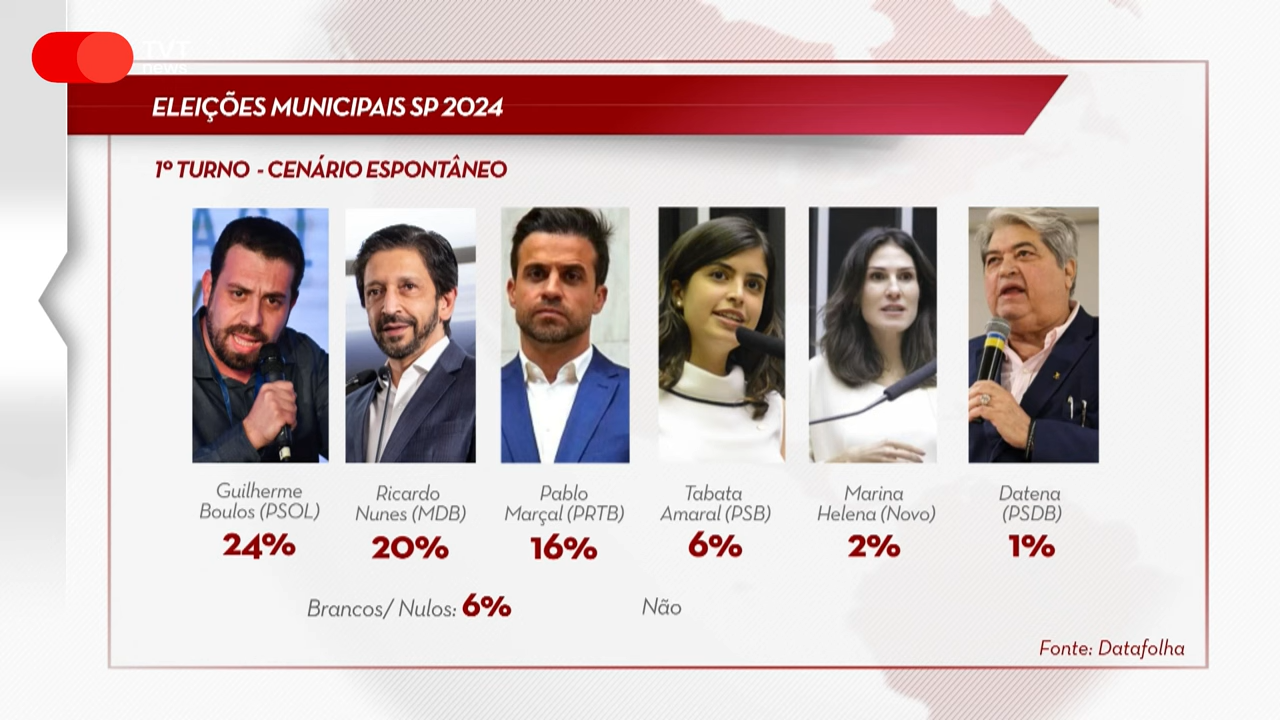 TVT
news
ELEIÇÕES MUNICIPAIS SP 2024
1º TURNO - CENÁRIO ESPONTÂNEO
Guilherme
Boulos (PSOL)
24%
Ricardo
Nunes (MDB)
20%
Pablo
Marçal (PRTB)
16%
Tabata
Amaral (PSB)
6%
Marina
Helena (Novo)
2%
Datena
(PSDB)
1%
Brancos/ Nulos: 6%
Não
Fonte: Datafolha